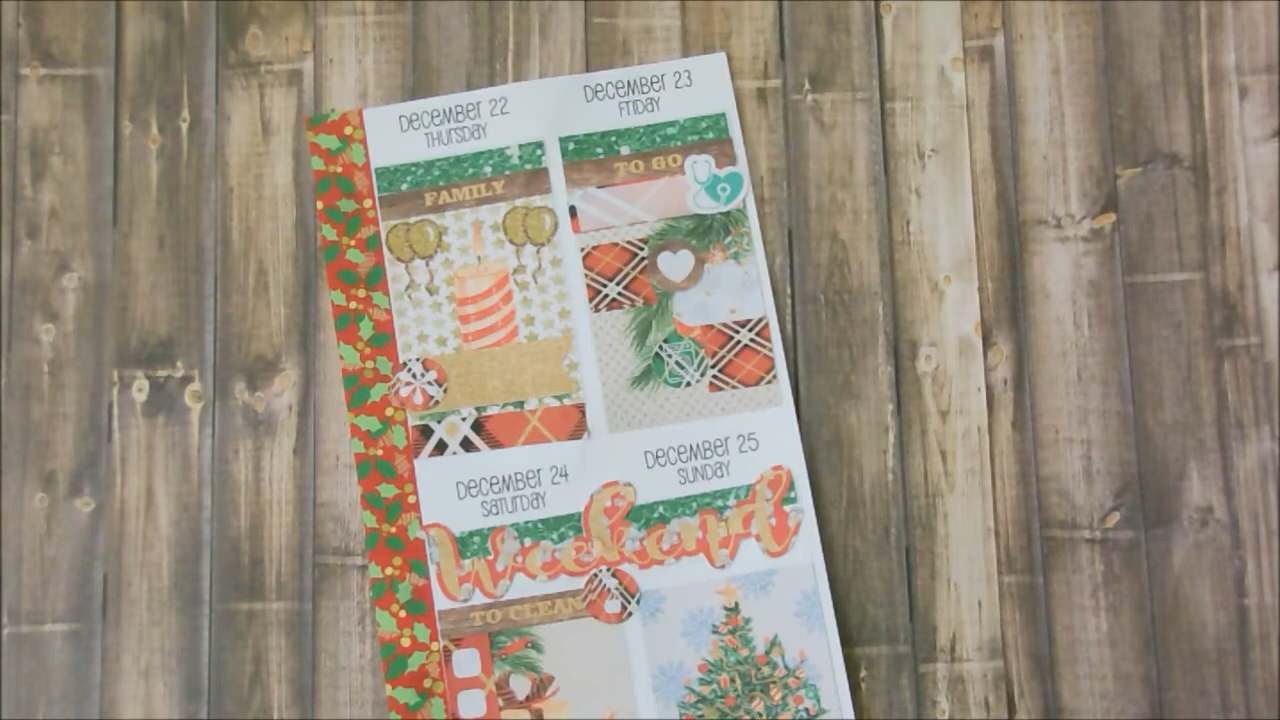 December 22
Thursday
December 23
Friday
FAMILY
TO GO
December 24
Saturday
December 25
Sunday
Weekend
TO CLEAN